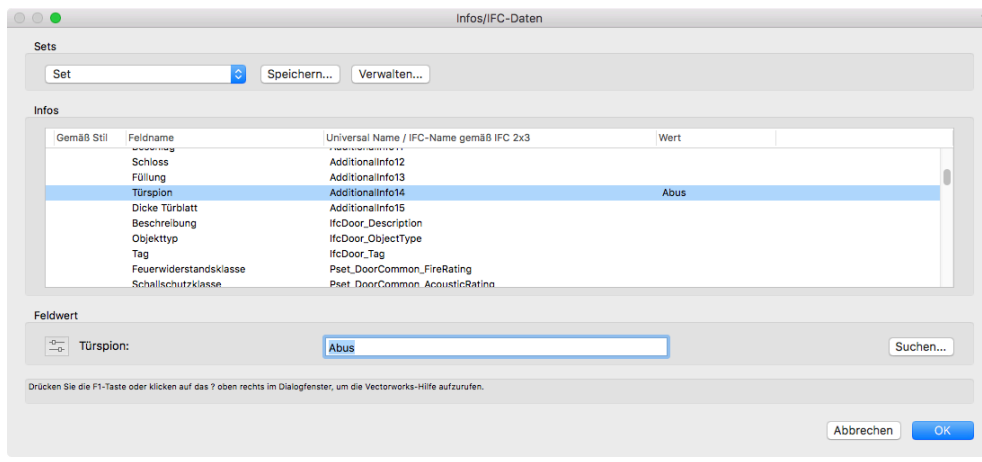 Infos/IFC-Daten
Sets
Set Speichern... Verwalten...
Infos
Gemäß Stil Feldname Universal Name / IFC-Name gemäß IFC 2x3 Wert
Schloss AdditionalInfo12
Füllung AdditionalInfo13
Türspion AdditionalInfo14 Abus
Dicke Türblatt AdditionalInfo15
Beschreibung IfcDoor_Description
Objekttyp IfcDoor_ObjectType
Tag IfcDoor_Tag
Feuerwiderstandsklasse Pset_DoorCommon_FireRating
Schallschutzklasse Pset_DoorCommon_AcousticRating
Feldwert
Türspion: Abus Suchen...
Drücken Sie die F1-Taste oder klicken auf das ? oben rechts im Dialogfenster, um die Vectorworks-Hilfe aufzurufen.
Abbrechen OK